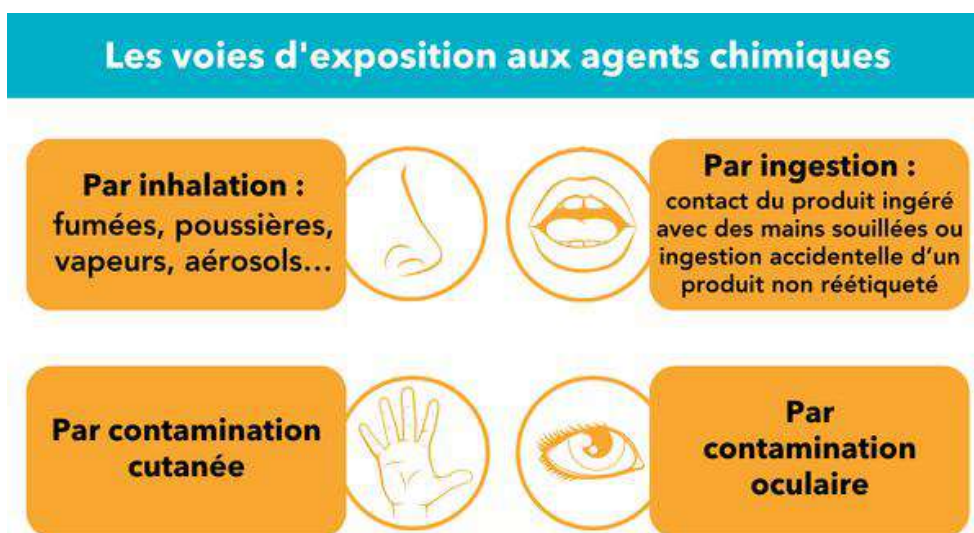 Les voies d'exposition aux agents chimiques
Par inhalation :
fumées, poussières,
vapeurs, aérosols...
Par ingestion :
contact du produit ingéré
avec des mains souillées ou
ingestion accidentelle d'un
produit non réétiqueté
Par contamination
cutanée
Par
contamination
oculaire